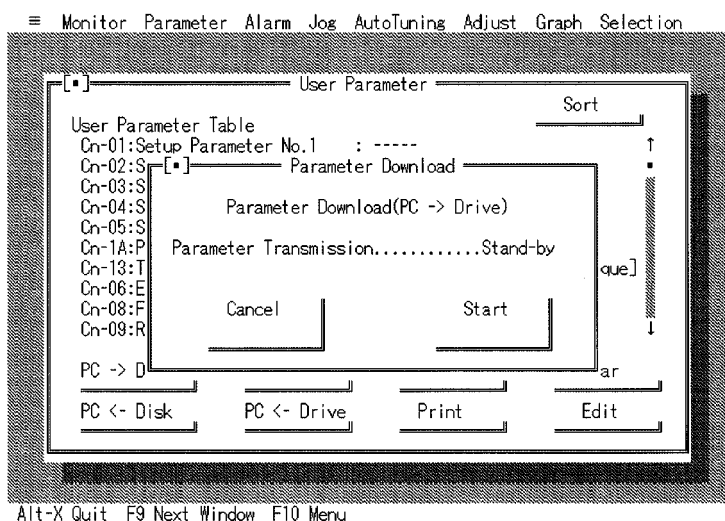 ≡ Monitor Parameter Alarm Jog AutoTuning Adjust Graph Selection
[▪] User Parameter
Sort
User Parameter Table
Cn-01:Setup Parameter No.1 : -----
Cn-02:S
[▪] Parameter Download
Cn-03:S
Cn-04:S
Parameter Download(PC -> Drive)
Cn-05:S
Cn-1A:P
Parameter Transmission............Stand-by
Cn-13:T
que]
Cn-06:E
Cn-08:F
Cancel
Start
Cn-09:R
PC -> D
ar
PC <- Disk
PC <- Drive
Print
Edit
Alt-X Quit F9 Next Window F10 Menu